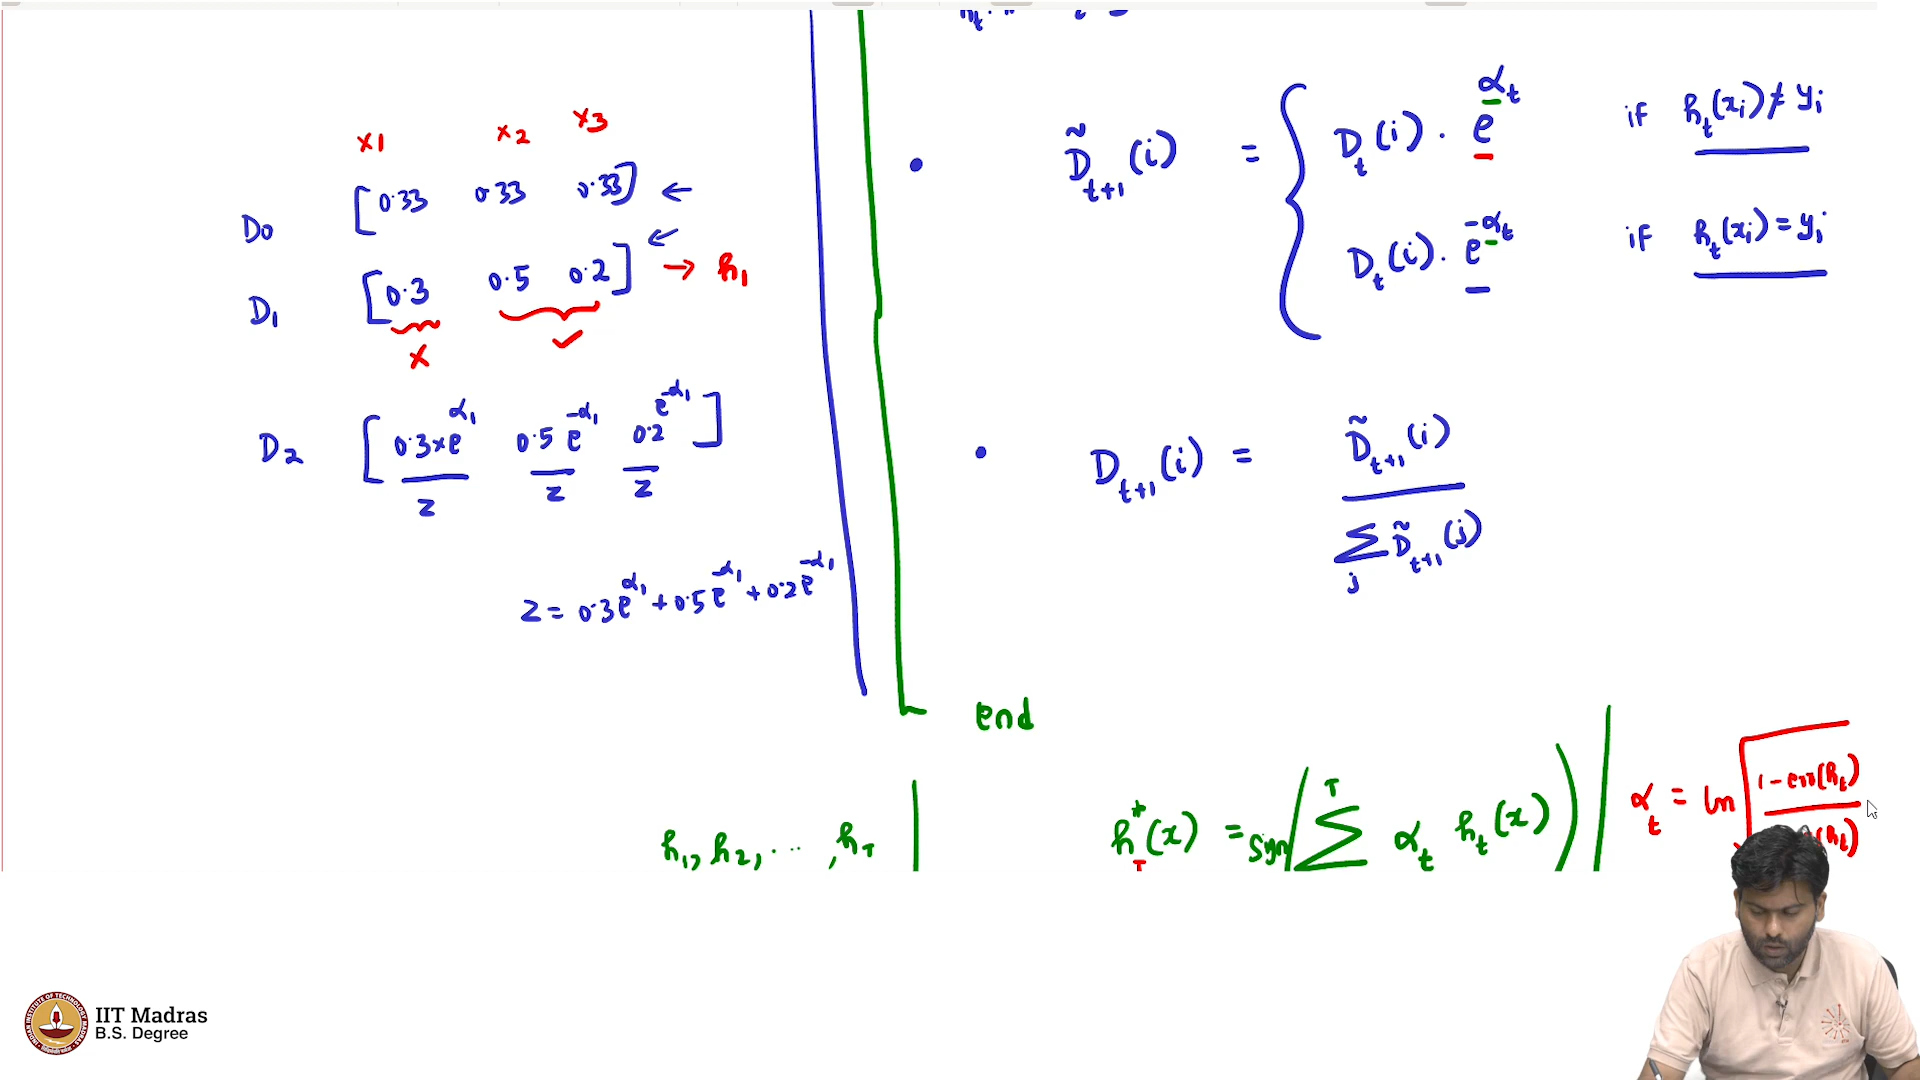 x1 x2 x3
D0 [0.33 0.33 0.33] ←
D1 [0.3 0.5 0.2] → h1
x ✓
D2 [0.3×e^α1/z 0.5 e^-α1/z 0.2 e^-α1/z]
z = 0.3e^α1 + 0.5e^-α1 + 0.2e^-α1
• D̃t+1(i) = { Dt(i) · e^αt if ht(xi) ≠ yi
Dt(i) · e^-αt if ht(xi) = yi
• Dt+1(i) = D̃t+1(i) / Σj D̃t+1(j)
end
h1, h2, ..., hT
h*T(x) = sign(Σ^T αt ht(x))
αt = ln √(1-err(ht) / (ht))
IIT Madras
B.S. Degree